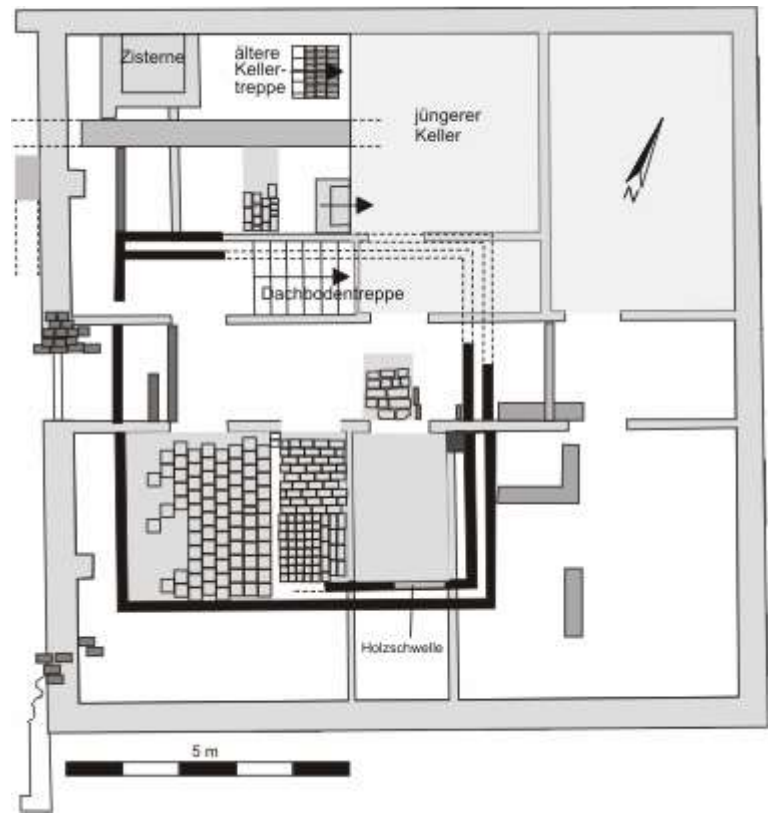 Zisterne
ältere
Keller-
treppe
jüngerer
Keller
N
Dachbodentreppe
Holzschwelle
5 m